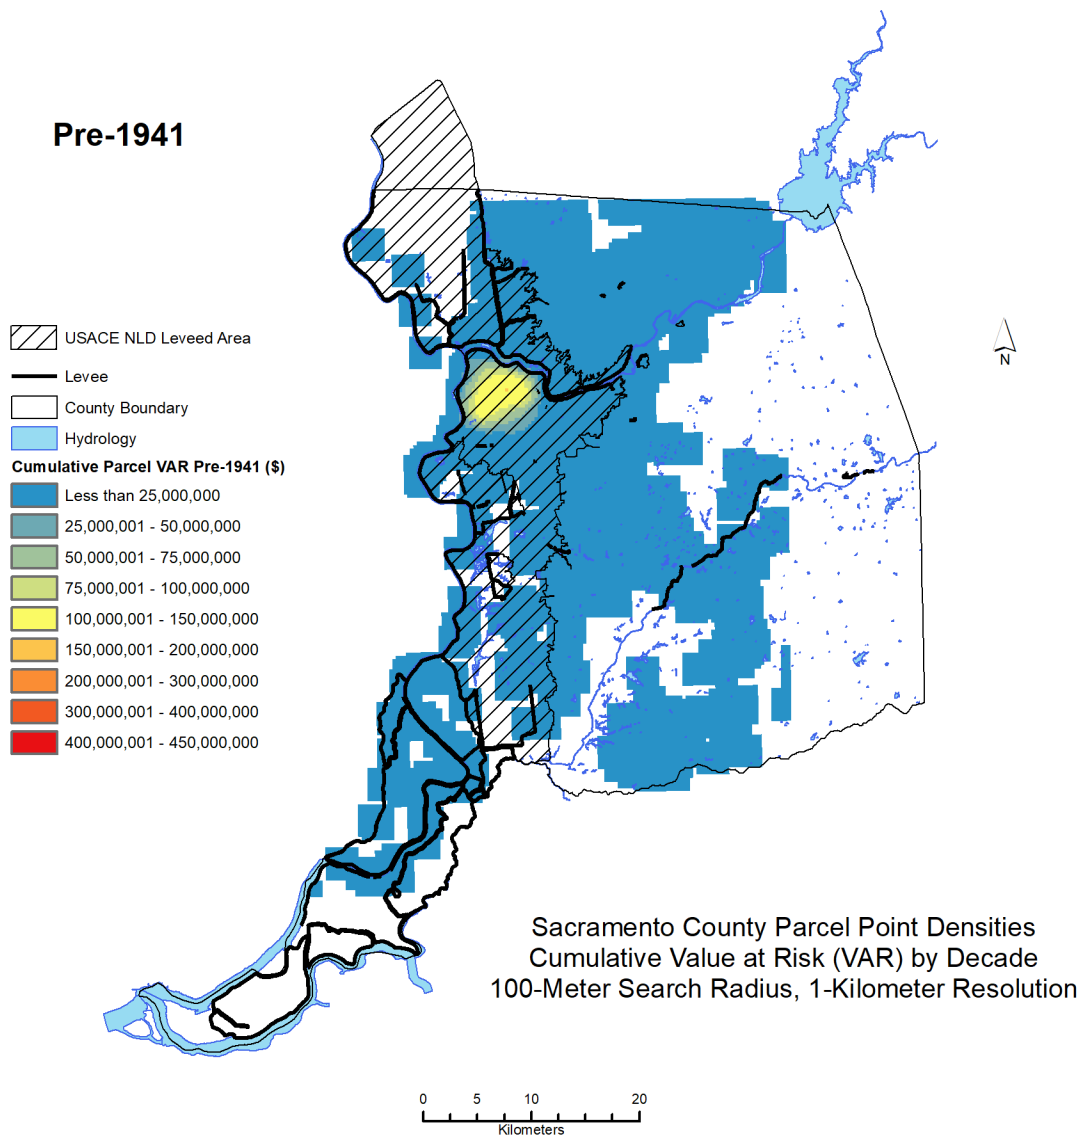 Pre-1941
USACE NLD Leveed Area
Levee
County Boundary
Hydrology
Cumulative Parcel VAR Pre-1941 ($)
Less than 25,000,000
25,000,001 - 50,000,000
50,000,001 - 75,000,000
75,000,001 - 100,000,000
100,000,001 - 150,000,000
150,000,001 - 200,000,000
200,000,001 - 300,000,000
300,000,001 - 400,000,000
400,000,001 - 450,000,000
N
Sacramento County Parcel Point Densities
Cumulative Value at Risk (VAR) by Decade
100-Meter Search Radius, 1-Kilometer Resolution
0 5 10 20
Kilometers